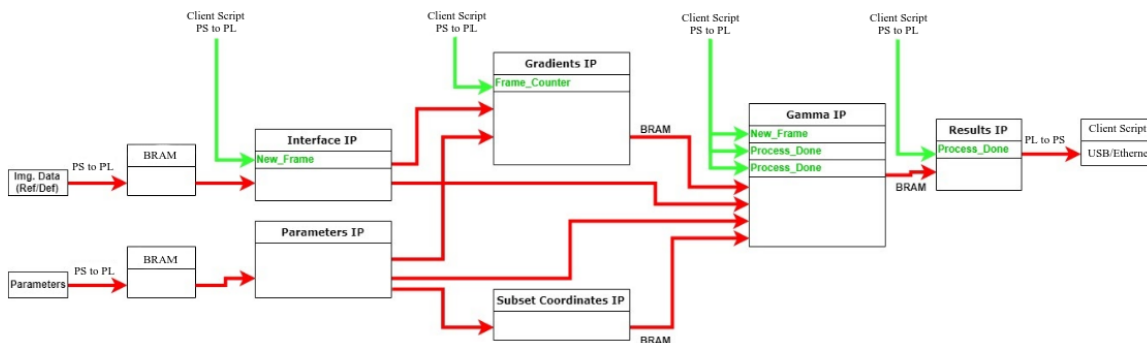 Client Script
PS to PL
Client Script
PS to PL
Client Script
PS to PL
Client Script
PS to PL
Gradients IP
Frame_Counter
Interface IP
New_Frame
BRAM
Gamma IP
New_Frame
Process_Done
Process_Done
Results IP
Process_Done
PL to PS
Client Script
USB/Ethernet
BRAM
PS to PL
BRAM
Img. Data
(Ref/Def)
BRAM
Parameters IP
PS to PL
BRAM
Parameters
Subset Coordinates IP
BRAM